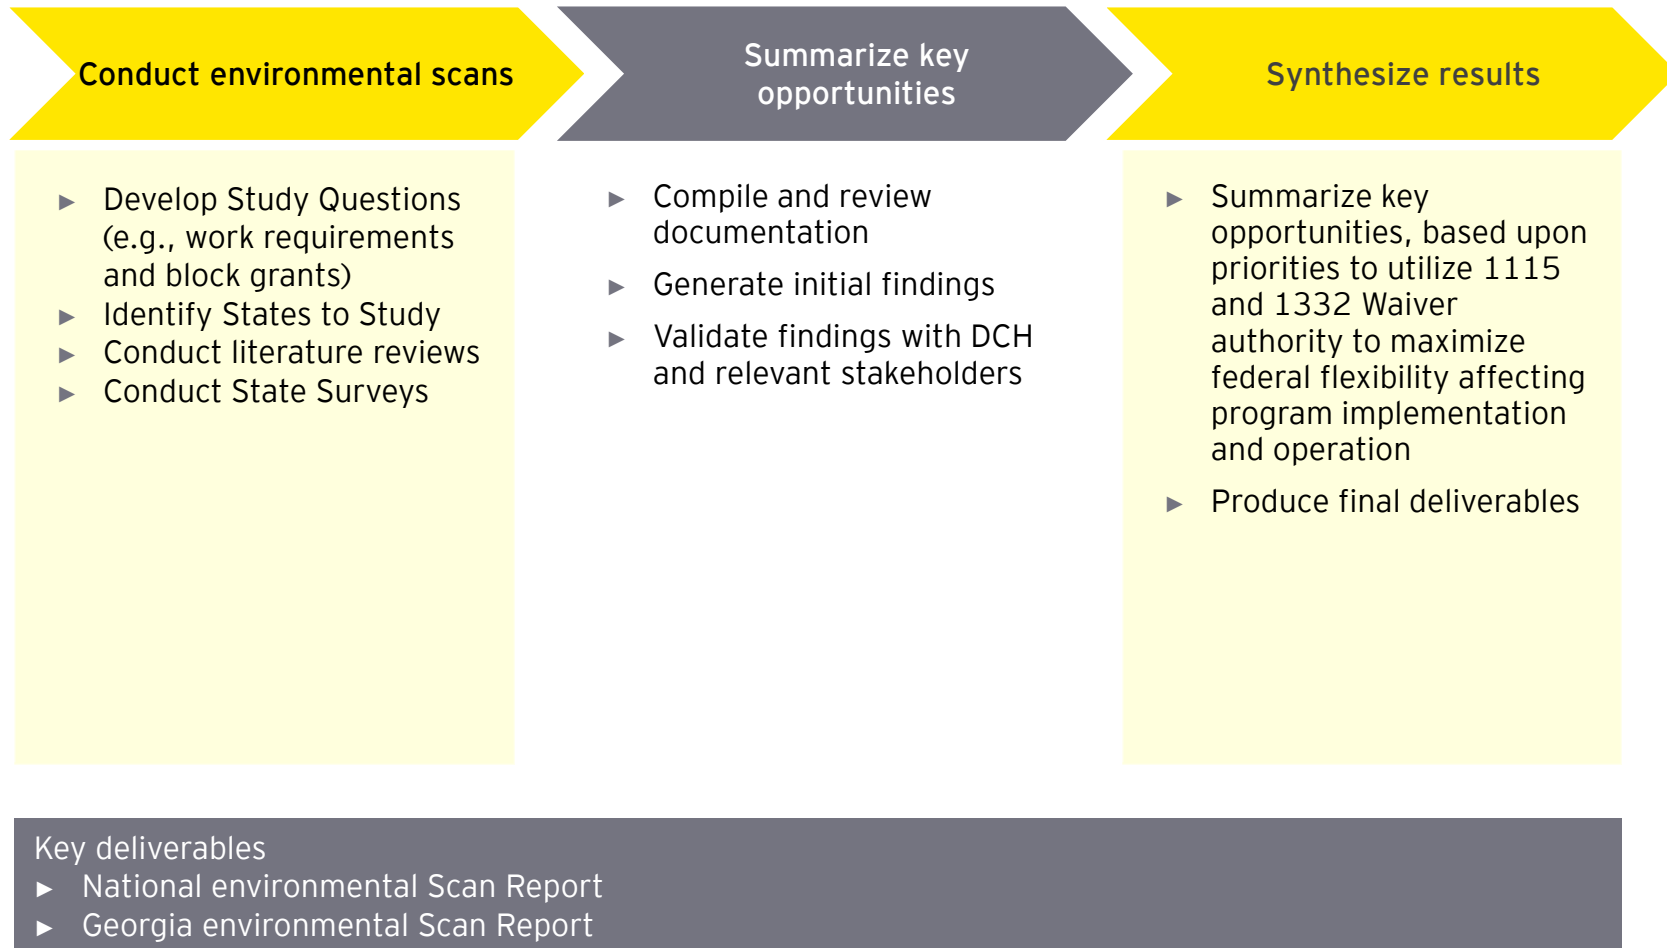 Conduct environmental scans
Summarize key
opportunities
Synthesize results
► Develop Study Questions
(e.g., work requirements
and block grants)
► Identify States to Study
► Conduct literature reviews
► Conduct State Surveys
► Compile and review
documentation
► Generate initial findings
► Validate findings with DCH
and relevant stakeholders
► Summarize key
opportunities, based upon
priorities to utilize 1115
and 1332 Waiver
authority to maximize
federal flexibility affecting
program implementation
and operation
► Produce final deliverables
Key deliverables
► National environmental Scan Report
► Georgia environmental Scan Report